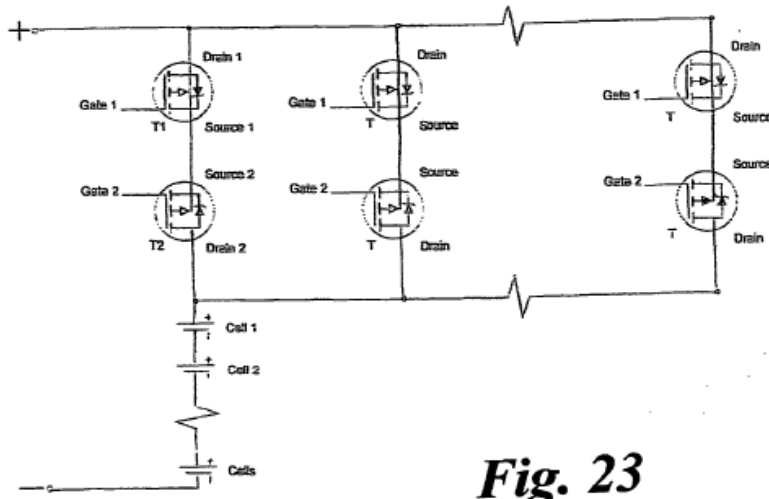 +
Drain 1
Drain
Drain
Gate 1
Gate 1
Gate 1
T1
Source 1
T
Source
T
Source
Source 2
Source
Source
Gate 2
Gate 2
Gate 2
T2
Drain 2
T
Drain
T
Drain
+
Cell 1
+
Cell 2
+
Cells
Fig. 23